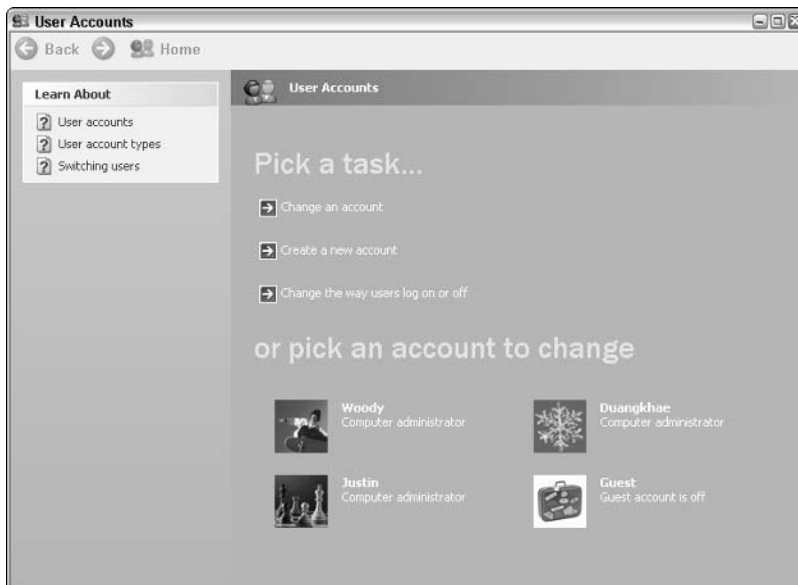 User Accounts
Back Home
Learn About
User accounts
User account types
Switching users
User Accounts
Pick a task...
Change an account
Create a new account
Change the way users log on or off
or pick an account to change
Woody
Computer administrator
Duangkhae
Computer administrator
Justin
Computer administrator
Guest
Guest account is off